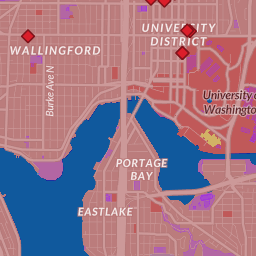 UNIVERSITY
DISTRICT
WALLINGFORD
Burke Ave N
University of
Washington
PORTAGE
BAY
EASTLAKE